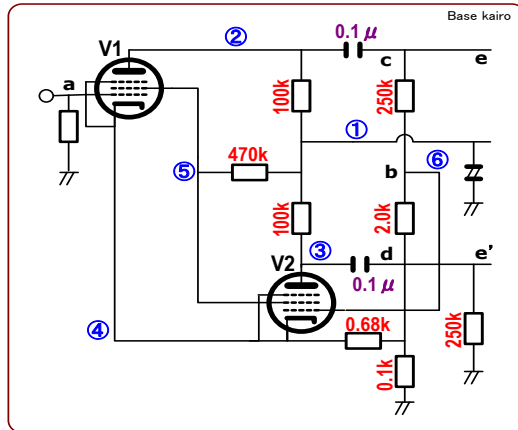 Base kairo
V1
②
0.1 μ
c
e
a
100k
250k
①
⑤
470k
b
⑥
100k
2.0k
V2
③
d
e'
0.1 μ
④
0.68k
250k
0.1k